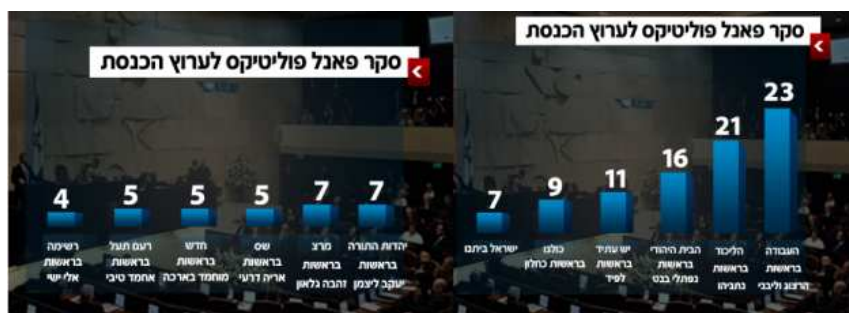 סקר פאנל פוליטיקס לערוץ הכנסת
23
העבודה
בראשות
הרצוג וליבני
21
הליכוד
בראשות
נתניהו
16
הבית היהודי
בראשות
נפתלי בנט
11
יש עתיד
בראשות
לפיד
9
כולנו
בראשות כחלון
7
ישראל ביתנו
סקר פאנל פוליטיקס לערוץ הכנסת
7
יהדות התורה
בראשות
יעקב ליצמן
7
מרצ
בראשות
זהבה גלאון
5
שס
בראשות
אריה דרעי
5
חדש
בראשות
מוחמד בארכה
5
רעם תעל
בראשות
אחמד טיבי
4
רשימה
בראשות
אלי ישי